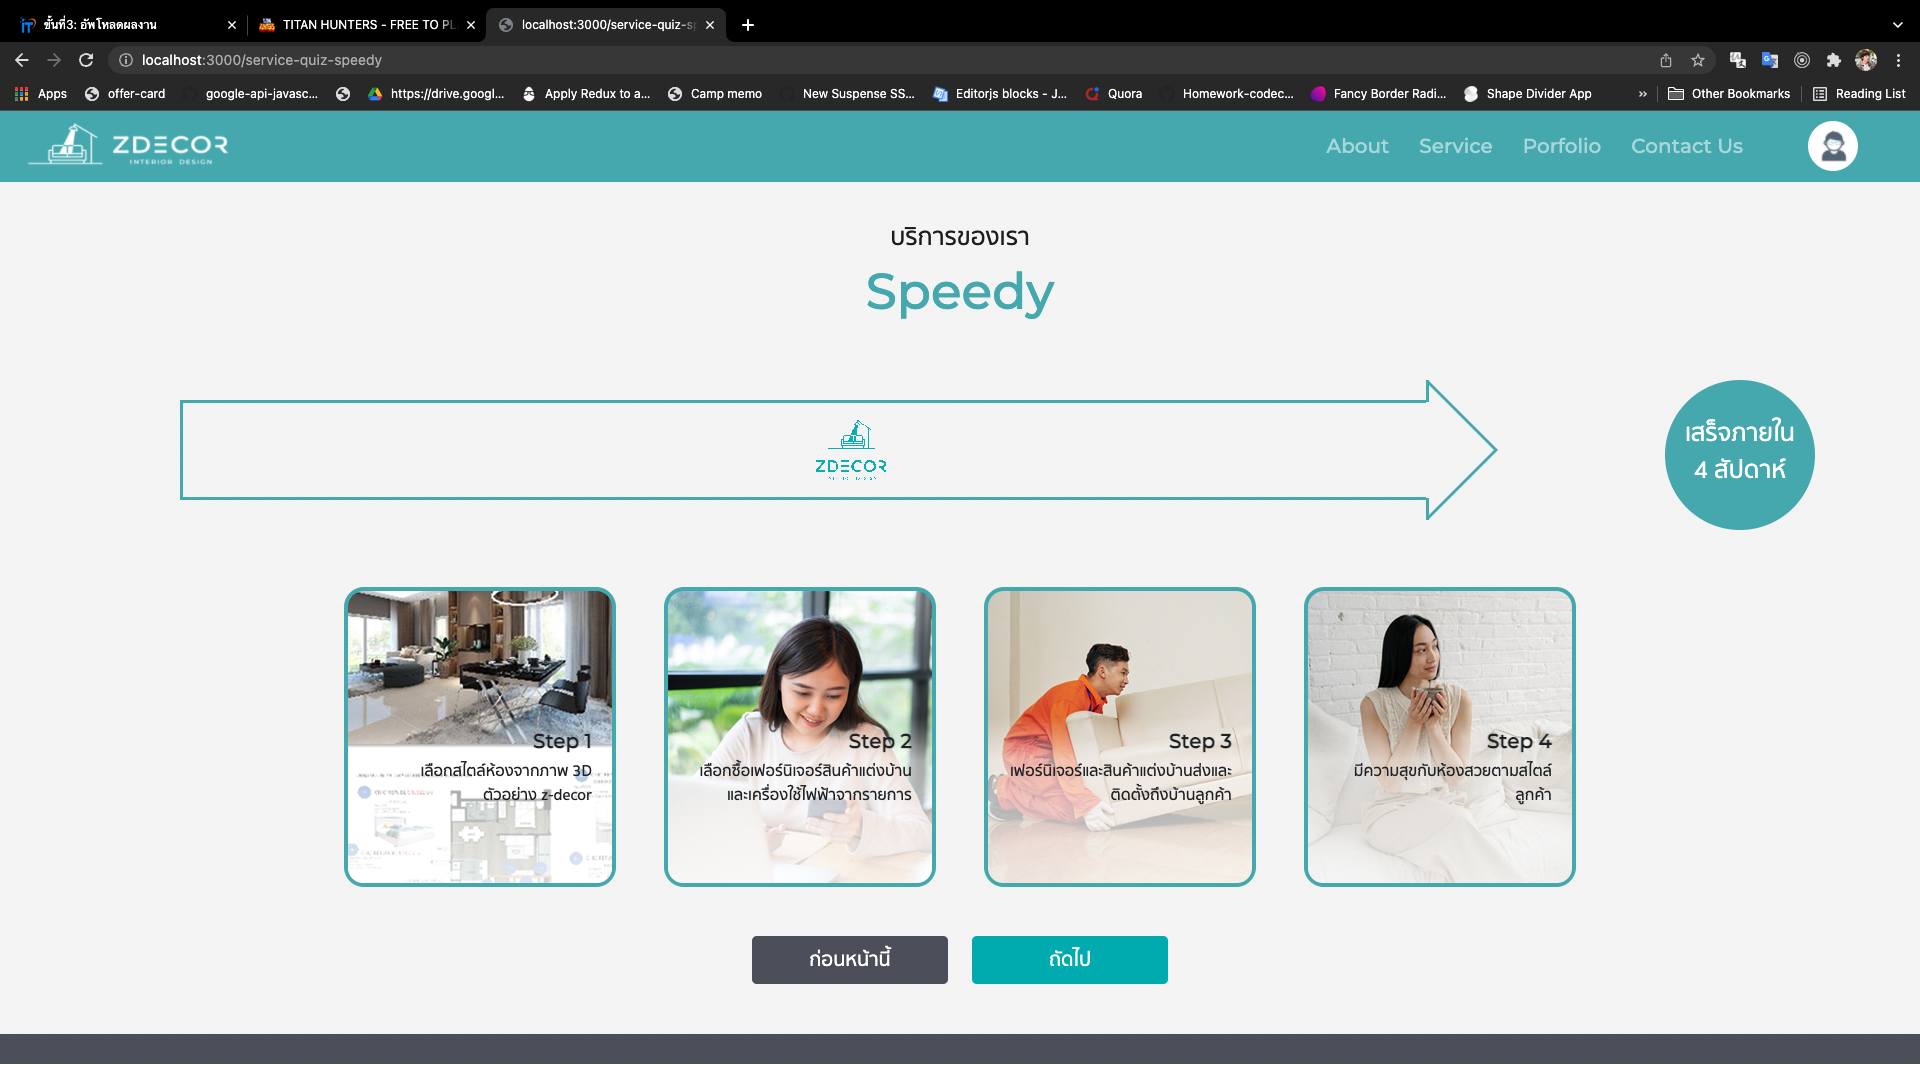 ขั้นที่3: อัพโหลดผลงาน
TITAN HUNTERS - FREE TO PL
localhost:3000/service-quiz-sp
localhost:3000/service-quiz-speedy
Apps
offer-card
google-api-javasc...
https://drive.googl...
Apply Redux to a...
Camp memo
New Suspense SS...
Editorjs blocks - J...
Quora
Homework-codec...
Fancy Border Radi...
Shape Divider App
»
Other Bookmarks
Reading List
ZDECOR
INTERIOR DESIGN
About
Service
Porfolio
Contact Us
บริการของเรา
Speedy
ZDECOR
เสร็จภายใน
4 สัปดาห์
Step 1
เลือกสไตล์ห้องจากภาพ 3D
ตัวอย่าง z-decor
Step 2
เลือกซื้อเฟอร์นิเจอร์สินค้าแต่งบ้าน
และเครื่องใช้ไฟฟ้าจากรายการ
Step 3
เฟอร์นิเจอร์และสินค้าแต่งบ้านส่งและ
ติดตั้งถึงบ้านลูกค้า
Step 4
มีความสุขกับห้องสวยตามสไตล์
ลูกค้า
ก่อนหน้านี้
ถัดไป